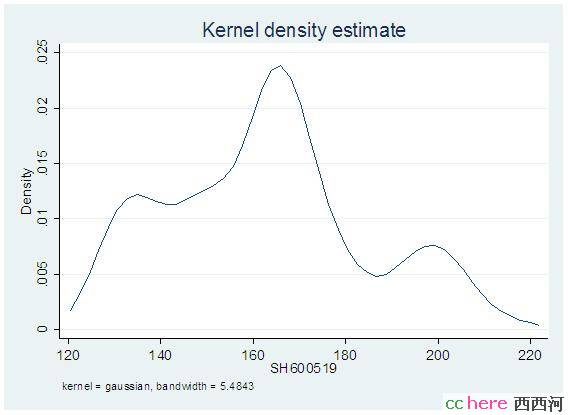 Kernel density estimate
.025
.02
.015
.01
.005
0
Density
120 140 160 180 200 220
SH600519
kernel = gaussian, bandwidth = 5.4843
cchere 西西河